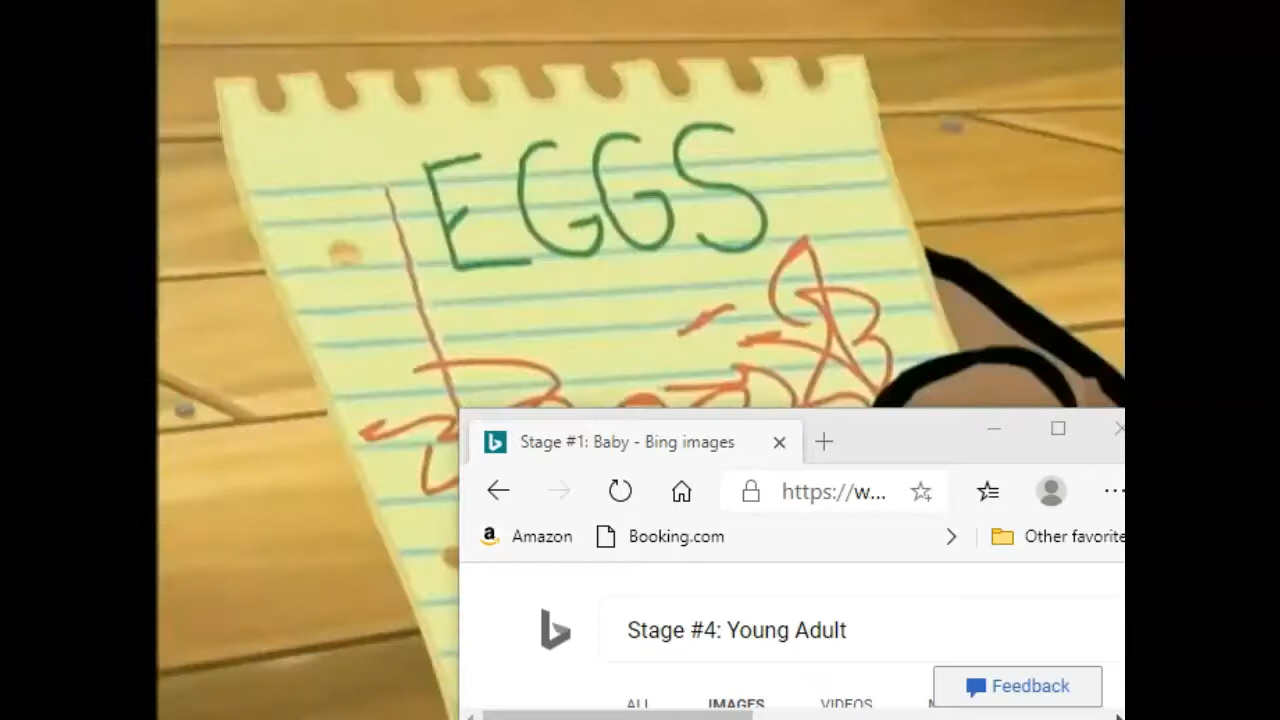 EGGS
Stage #1: Baby - Bing images
https://w...
Amazon
Booking.com
Other favorite
Stage #4: Young Adult
Feedback
ALL
IMAGES
VIDEOS